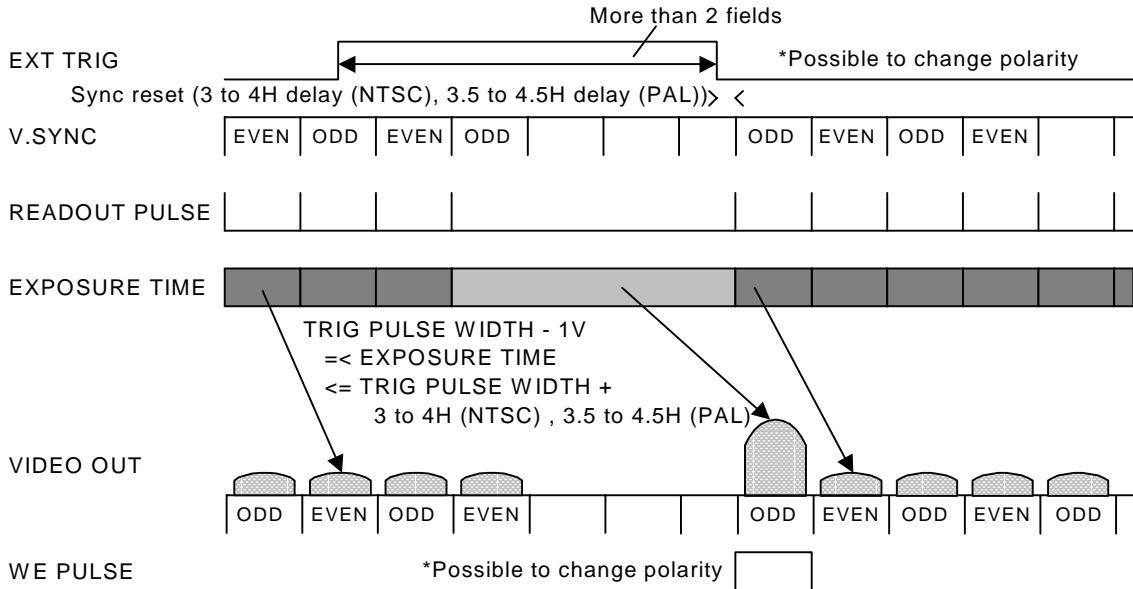 More than 2 fields
EXT TRIG
*Possible to change polarity
Sync reset (3 to 4H delay (NTSC), 3.5 to 4.5H delay (PAL))> <
V.SYNC EVEN ODD EVEN ODD ODD EVEN ODD EVEN
READOUT PULSE
EXPOSURE TIME
TRIG PULSE WIDTH - 1V
=< EXPOSURE TIME
<= TRIG PULSE WIDTH +
3 to 4H (NTSC) , 3.5 to 4.5H (PAL)
VIDEO OUT
ODD EVEN ODD EVEN ODD EVEN ODD EVEN ODD
WE PULSE *Possible to change polarity